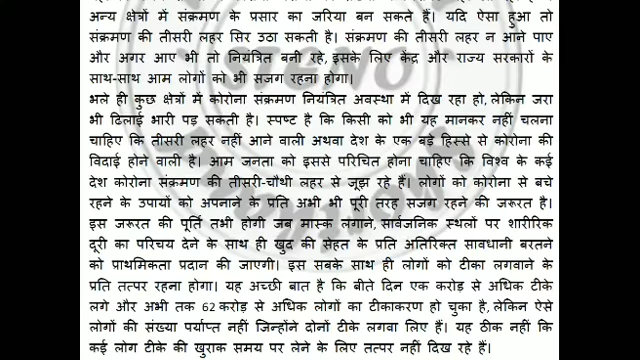 अन्य क्षेत्रों में संक्रमण के प्रसार का जरिया बन सकते हैं। यदि ऐसा हुआ तो
संक्रमण की तीसरी लहर सिर उठा सकती है। संक्रमण की तीसरी लहर न आने पाए
और अगर आए भी तो नियंत्रित बनी रहे, इसके लिए केंद्र और राज्य सरकारों के
साथ-साथ आम लोगों को भी सजग रहना होगा।
भले ही कुछ क्षेत्रों में कोरोना संक्रमण नियंत्रित अवस्था में दिख रहा हो, लेकिन जरा
भी ढिलाई भारी पड़ सकती है। स्पष्ट है कि किसी को भी यह मानकर नहीं चलना
चाहिए कि तीसरी लहर नहीं आने वाली अथवा देश के एक बड़े हिस्से से कोरोना की
विदाई होने वाली है। आम जनता को इससे परिचित होना चाहिए कि विश्व के कई
देश कोरोना संक्रमण की तीसरी-चौथी लहर से जूझ रहे हैं। लोगों को कोरोना से बचे
रहने के उपायों को अपनाने के प्रति अभी भी पूरी तरह सजग रहने की जरूरत है।
इस जरूरत की पूर्ति तभी होगी जब मास्क लगाने, सार्वजनिक स्थलों पर शारीरिक
दूरी का परिचय देने के साथ ही खुद की सेहत के प्रति अतिरिक्त सावधानी बरतने
को प्राथमिकता प्रदान की जाएगी। इस सबके साथ ही लोगों को टीका लगवाने के
प्रति तत्पर रहना होगा। यह अच्छी बात है कि बीते दिन एक करोड़ से अधिक टीके
लगे और अभी तक 62 करोड़ से अधिक लोगों का टीकाकरण हो चुका है, लेकिन ऐसे
लोगों की संख्या पर्याप्त नहीं जिन्होंने दोनों टीके लगवा लिए हैं। यह ठीक नहीं कि
कई लोग टीके की खुराक समय पर लेने के लिए तत्पर नहीं दिख रहे हैं।
STENO